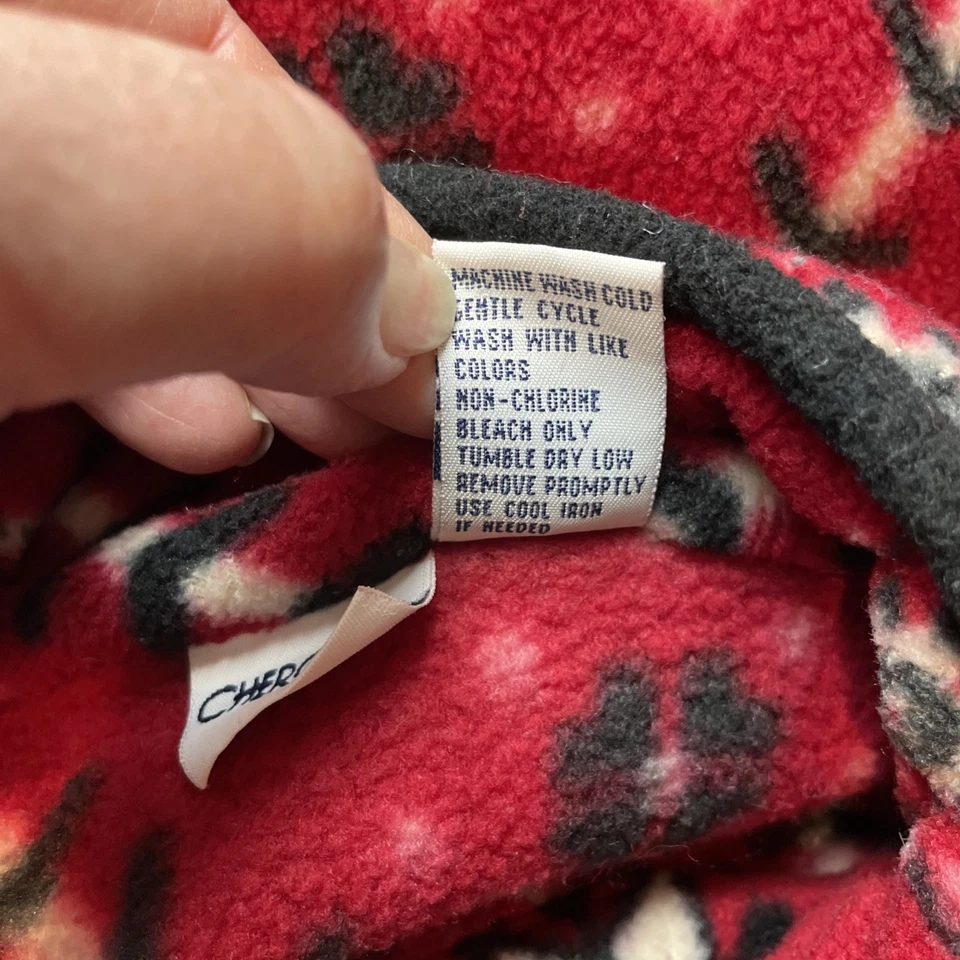 MACHINE WASH COLD
GENTLE CYCLE
WASH WITH LIKE
COLORS
NON-CHLORINE
BLEACH ONLY
TUMBLE DRY LOW
REMOVE PROMPTLY
USE COOL IRON
IF NEEDED
CHERO